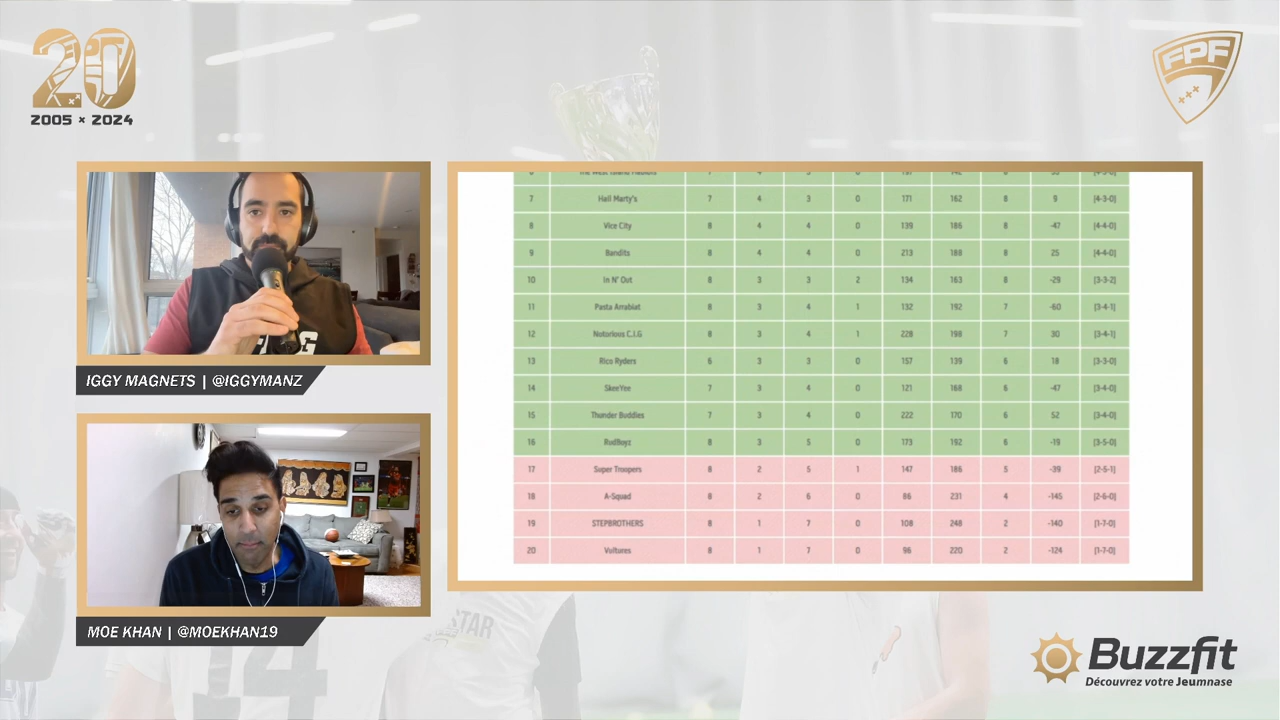 20
2005 × 2024
FPF
7 Hail Marty's 7 4 3 0 171 162 8 9 [4-3-0]
8 Vice City 8 4 4 0 139 186 8 -47 [4-4-0]
9 Bandits 8 4 4 0 213 188 8 25 [4-4-0]
10 In N' Out 8 3 3 2 134 163 8 -29 [3-3-2]
11 Pasta Arrabiat 8 3 4 1 132 192 7 -60 [3-4-1]
12 Notorious C.I.G 8 3 4 1 228 198 7 30 [3-4-1]
13 Rico Ryders 6 3 3 0 157 139 6 18 [3-3-0]
14 SkeeYee 7 3 4 0 121 168 6 -47 [3-4-0]
15 Thunder Buddies 7 3 4 0 222 170 6 52 [3-4-0]
16 RudBoyz 8 3 5 0 173 192 6 -19 [3-5-0]
17 Super Troopers 8 2 5 1 147 186 5 -39 [2-5-1]
18 A-Squad 8 2 6 0 86 231 4 -145 [2-6-0]
19 STEPBROTHERS 8 1 7 0 108 248 2 -140 [1-7-0]
20 Vultures 8 1 7 0 96 220 2 -124 [1-7-0]
IGGY MAGNETS | @IGGYMANZ
MOE KHAN | @MOEKHAN19
STAR
14
Buzzfit
Découvrez votre Jeumnase